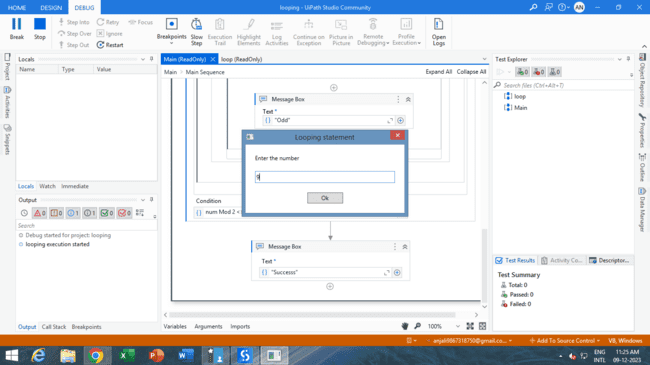 looping - UiPath Studio Community
HOME
DESIGN
DEBUG
AN
Break
Stop
Step Into
Step Over
Step Out
Retry
Ignore
Restart
Focus
Breakpoints
Slow Step
Execution Trail
Highlight Elements
Log Activities
Continue on Exception
Picture in Picture
Remote Debugging
Profile Execution
Open Logs
Project
Activities
Snippets
Locals
Name
Type
Value
Locals
Watch
Immediate
Output
0
0
1
1
0
0
Search
Debug started for project: looping
looping execution started
Output
Call Stack
Breakpoints
Main (ReadOnly)
loop (ReadOnly)
Main
Main Sequence
Expand All
Collapse All
Message Box
Text *
"Odd"
Looping statement
Enter the number
9
Ok
Condition
num Mod 2 <
Message Box
Text *
"Successs"
Variables
Arguments
Imports
100%
Test Explorer
0
0
0
Search files (Ctrl+Alt+T)
loop
Main
Test Results
Activity Co...
Descriptor...
Test Summary
Total: 0
Passed: 0
Failed: 0
Object Repository
Properties
Outline
Data Manager
0
anjali9867318750@gmail.co...
Add To Source Control
VB, Windows
ENG
INTL
11:25 AM
09-12-2023